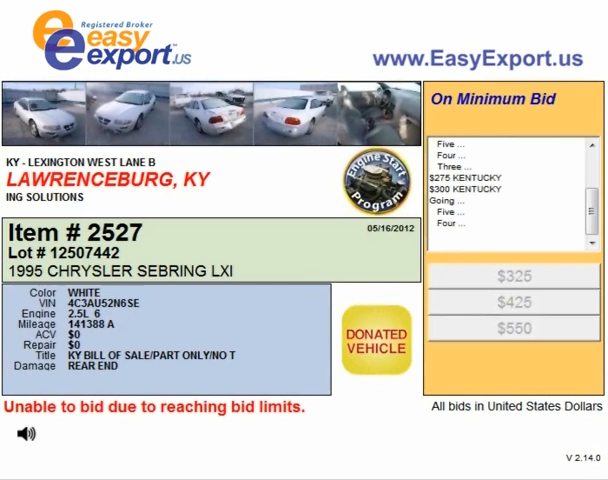 Registered Broker
easy
export.us
www.EasyExport.us
On Minimum Bid
Five ...
Four ...
Three ...
$275 KENTUCKY
$300 KENTUCKY
Going ...
Five ...
Four ...
KY - LEXINGTON WEST LANE B
LAWRENCEBURG, KY
ING SOLUTIONS
Engine Start
Program
Item # 2527
05/16/2012
Lot # 12507442
1995 CHRYSLER SEBRING LXI
$325
$425
$550
Color WHITE
VIN 4C3AU52N6SE
Engine 2.5L 6
Mileage 141388 A
ACV $0
Repair $0
Title KY BILL OF SALE/PART ONLY/NO T
Damage REAR END
DONATED
VEHICLE
Unable to bid due to reaching bid limits.
All bids in United States Dollars
V 2.14.0